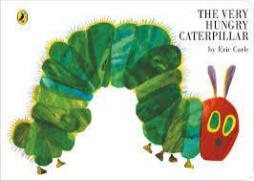 THE VERY
HUNGRY
CATERPILLAR
by Eric Carle